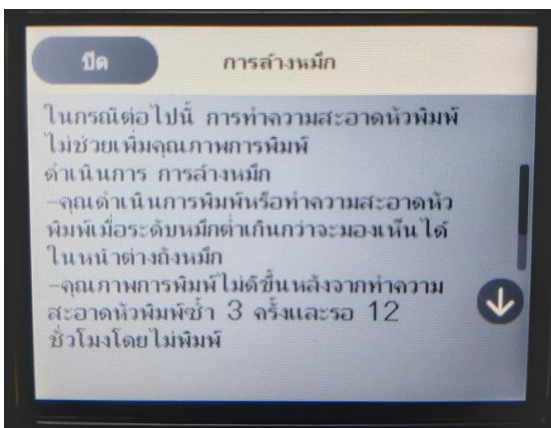 ปิด
การล้างหมึก
ในกรณีต่อไปนี้ การทำความสะอาดหัวพิมพ์
ไม่ช่วยเพิ่มคุณภาพการพิมพ์
ดำเนินการ การล้างหมึก
-คุณดำเนินการพิมพ์หรือทำความสะอาดหัว
พิมพ์เมื่อระดับหมึกต่ำเกินกว่าจะมองเห็นได้
ในหน้าต่างถังหมึก
-คุณภาพการพิมพ์ไม่ดีขึ้นหลังจากทำความ
สะอาดหัวพิมพ์ซ้ำ 3 ครั้งและรอ 12
ชั่วโมงโดยไม่พิมพ์